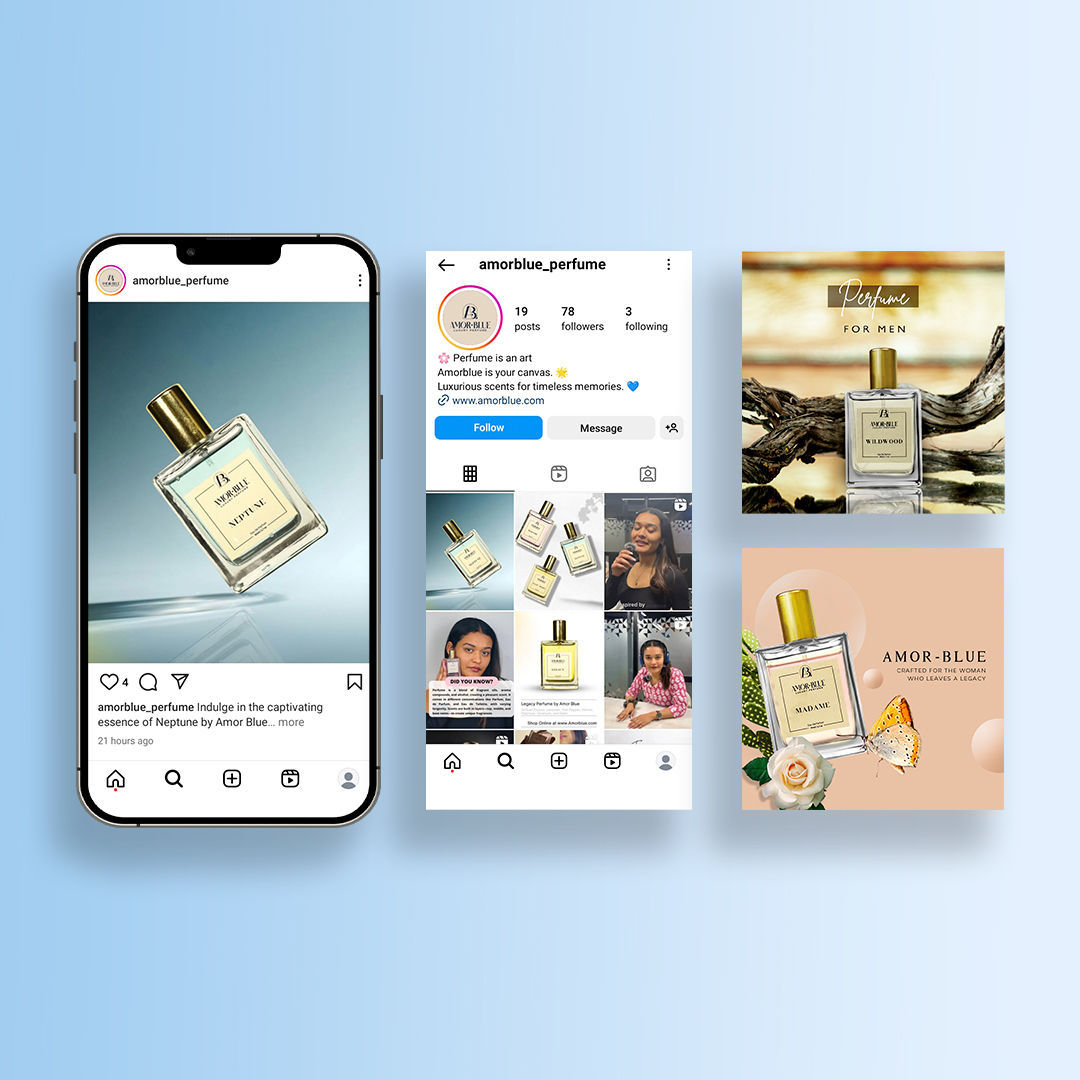 amorblue_perfume
AMOR-BLUE
NEPTUNE
4
amorblue_perfume Indulge in the captivating
essence of Neptune by Amor Blue... more
21 hours ago
amorblue_perfume
AMOR-BLUE
LUXURY PERFUME
19
posts
78
followers
3
following
🌸 Perfume is an art
Amorblue is your canvas. 🌟
Luxurious scents for timeless memories. 💙
www.amorblue.com
Follow
Message
DID YOU KNOW?
Legacy Perfume by Amor Blue
Shop Online at www.Amorblue.com
Perfume
FOR MEN
AMOR-BLUE
WILDWOOD
AMOR-BLUE
MADAME
AMOR-BLUE
CRAFTED FOR THE WOMAN
WHO LEAVES A LEGACY